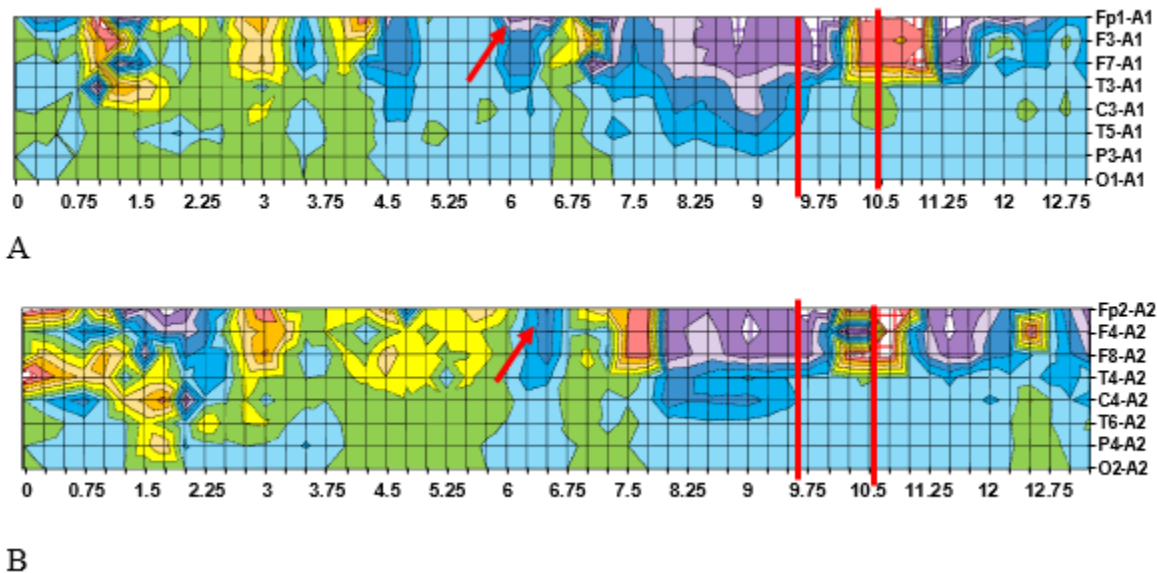 Fp1-A1
F3-A1
F7-A1
T3-A1
C3-A1
T5-A1
P3-A1
O1-A1
0 0.75 1.5 2.25 3 3.75 4.5 5.25 6 6.75 7.5 8.25 9 9.75 10.5 11.25 12 12.75
A
Fp2-A2
F4-A2
F8-A2
T4-A2
C4-A2
T6-A2
P4-A2
O2-A2
0 0.75 1.5 2.25 3 3.75 4.5 5.25 6 6.75 7.5 8.25 9 9.75 10.5 11.25 12 12.75
B